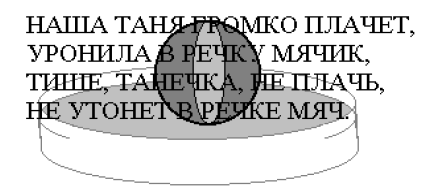 НАША ТАНЯ ГРОМКО ПЛАЧЕТ,
УРОНИЛА В РЕЧКУ МЯЧИК,
ТИШЕ, ТАНЕЧКА, НЕ ПЛАЧЬ,
НЕ УТОНЕТ В РЕЧКЕ МЯЧ.